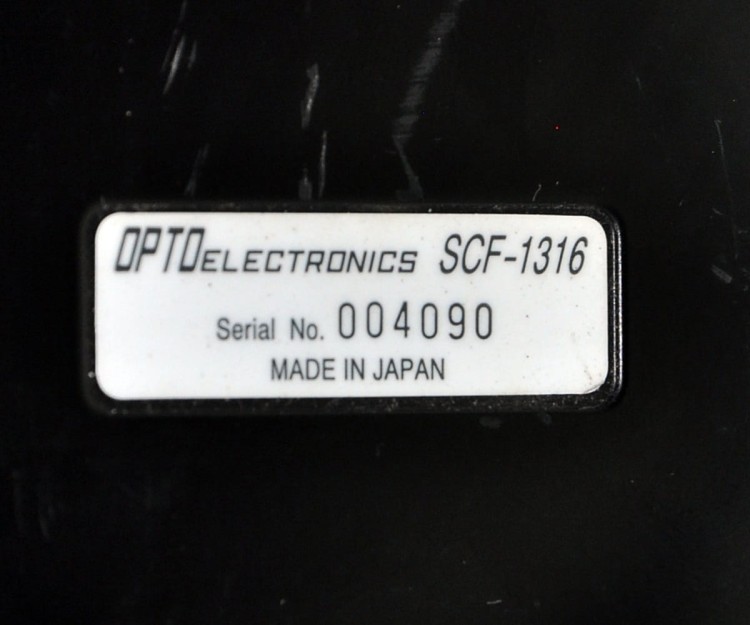 OPTOELECTRONICS SCF-1316
Serial No. 004090
MADE IN JAPAN